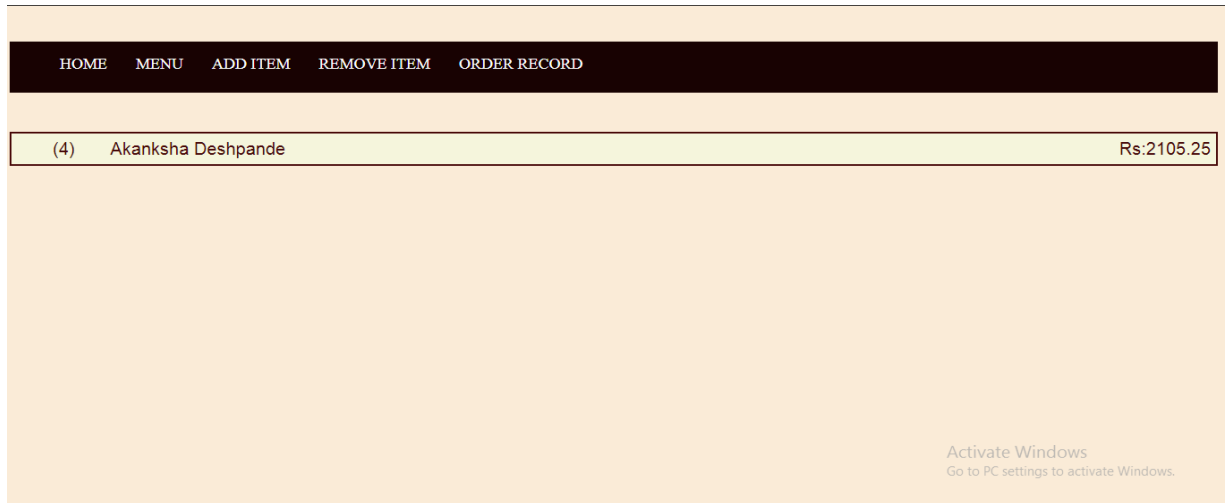 HOME MENU ADD ITEM REMOVE ITEM ORDER RECORD
(4) Akanksha Deshpande Rs:2105.25
Activate Windows
Go to PC settings to activate Windows.